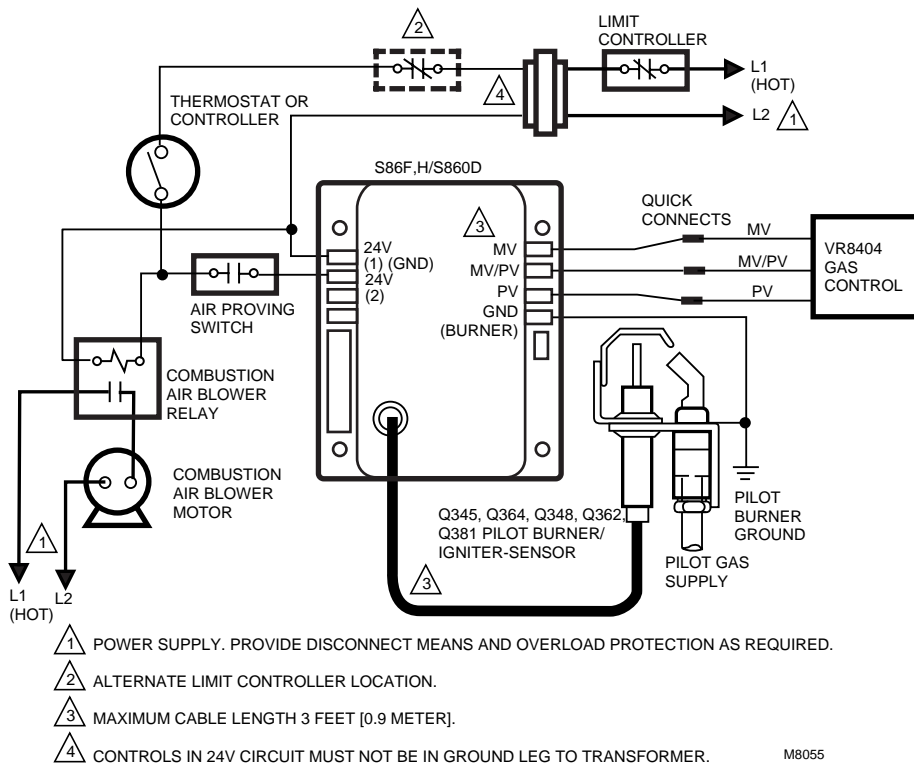 2
LIMIT
CONTROLLER
L1
(HOT)
4
L2 1
THERMOSTAT OR
CONTROLLER
S86F,H/S860D
3
QUICK
CONNECTS
24V
(1) (GND)
24V
(2)
MV
MV/PV
PV
GND
(BURNER)
MV
MV/PV
PV
VR8404
GAS
CONTROL
AIR PROVING
SWITCH
COMBUSTION
AIR BLOWER
RELAY
COMBUSTION
AIR BLOWER
MOTOR
Q345, Q364, Q348, Q362,
Q381 PILOT BURNER/
IGNITER-SENSOR
PILOT
BURNER
GROUND
PILOT GAS
SUPPLY
1
3
L1
(HOT)
L2
1 POWER SUPPLY. PROVIDE DISCONNECT MEANS AND OVERLOAD PROTECTION AS REQUIRED.
2 ALTERNATE LIMIT CONTROLLER LOCATION.
3 MAXIMUM CABLE LENGTH 3 FEET [0.9 METER].
4 CONTROLS IN 24V CIRCUIT MUST NOT BE IN GROUND LEG TO TRANSFORMER.
M8055